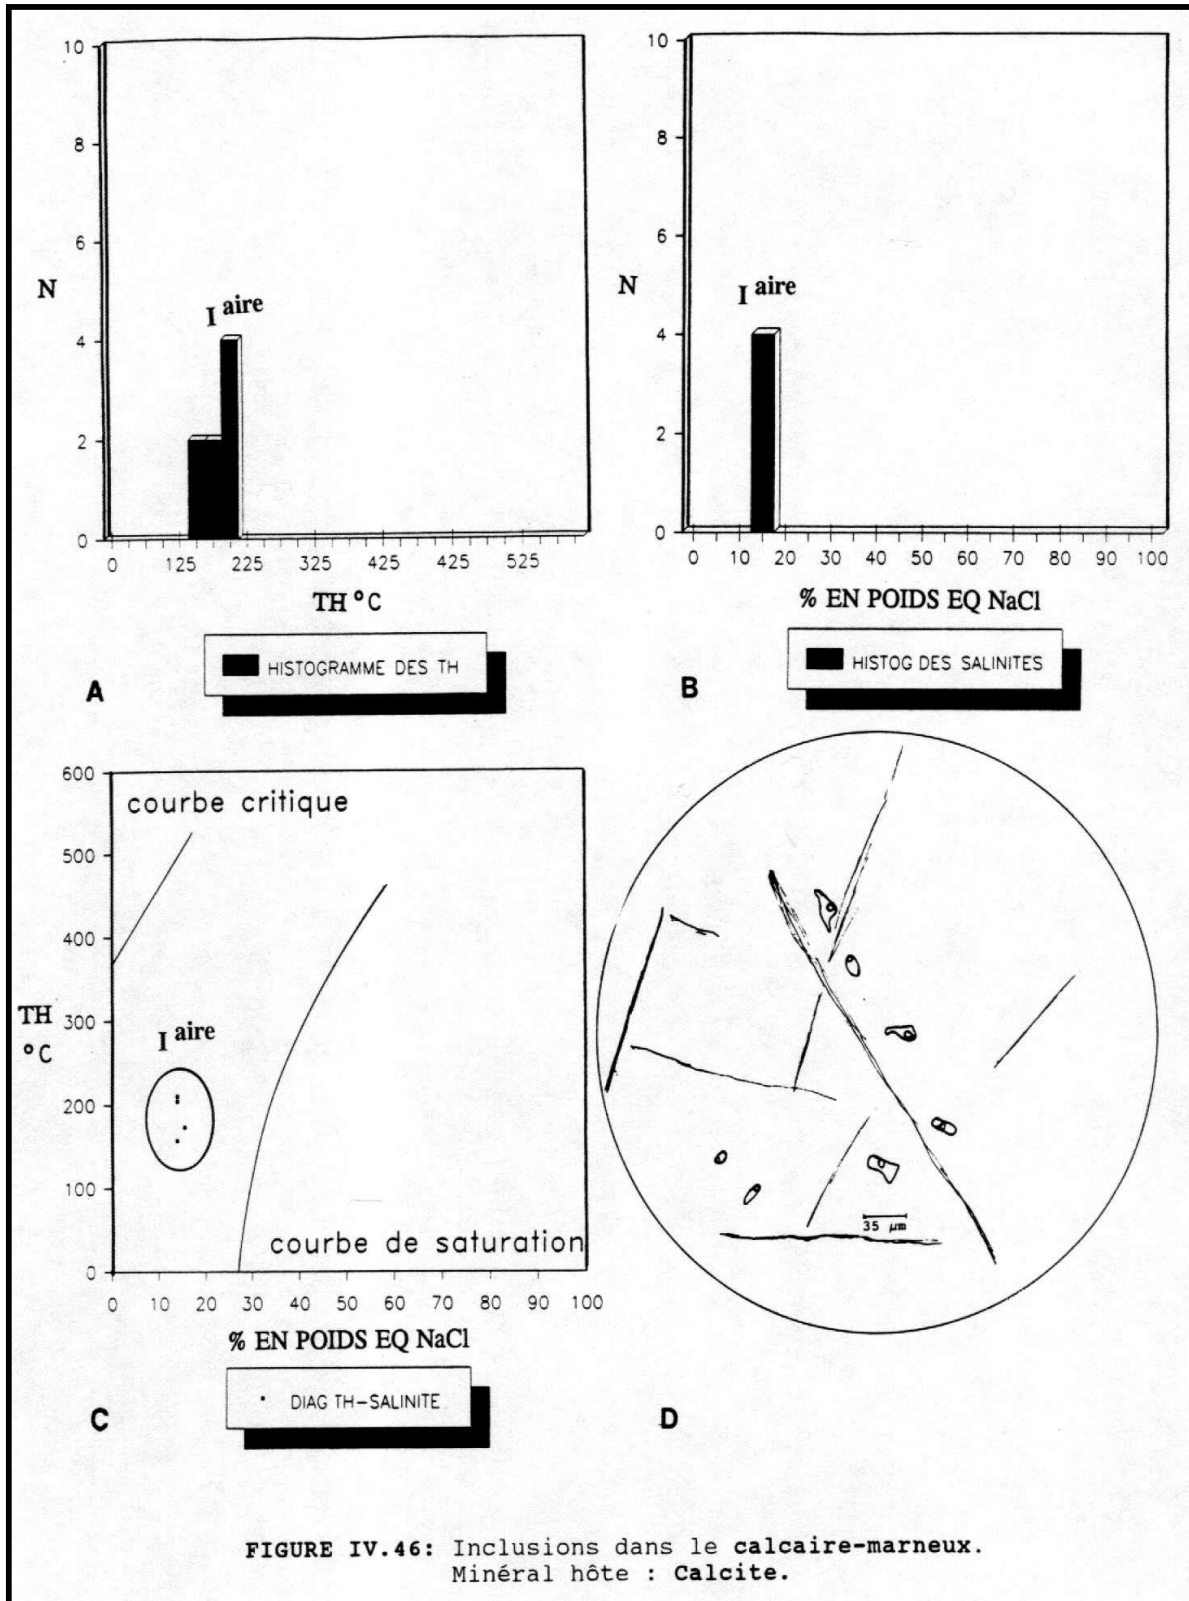 10
8
6
N
4
2
0
I aire
0 125 225 325 425 425 525
TH °C
HISTOGRAMME DES TH
A
10
8
6
N
4
2
0
I aire
0 10 20 30 40 50 60 70 80 90 100
% EN POIDS EQ NaCl
HISTOG DES SALINITES
B
600
courbe critique
500
400
TH
°C
300
I aire
200
100
courbe de saturation
0
0 10 20 30 40 50 60 70 80 90 100
% EN POIDS EQ NaCl
DIAG TH-SALINITE
C
35 µm
D
FIGURE IV.46: Inclusions dans le calcaire-marneux.
Minéral hôte : Calcite.